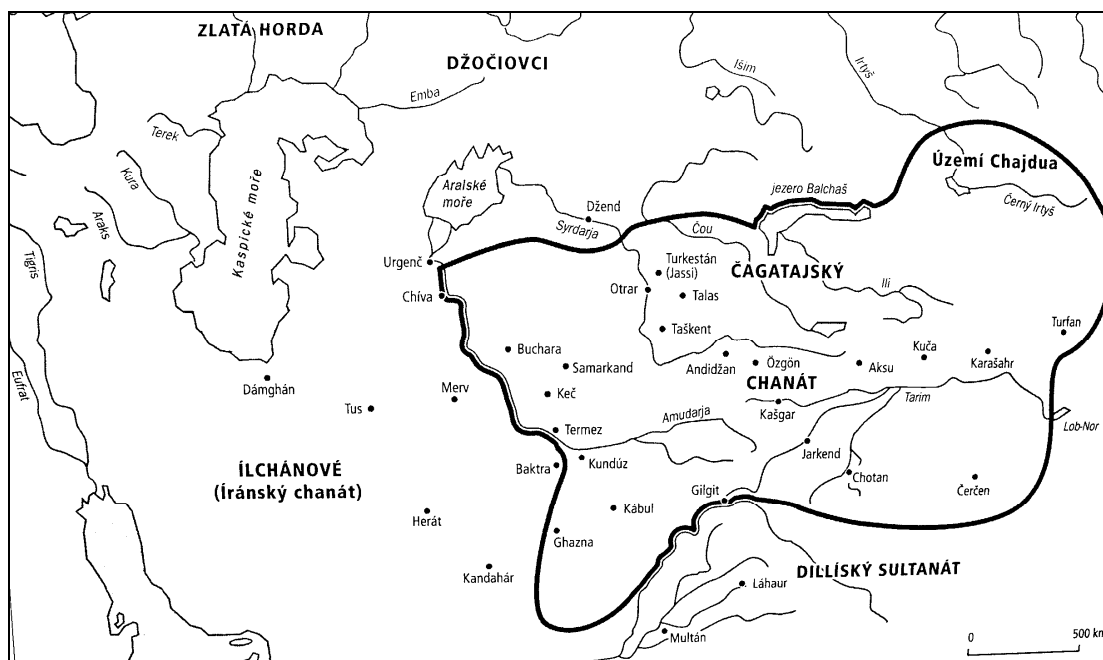 ZLATÁ HORDA
DŽOČIOVCI
Išim
Irtyš
Emba
Terek
Kura
Araks
Kaspické moře
Aralské
moře
Džend
Syrdarja
jezero Balchaš
Území Chajdua
Černý Irtyš
Čou
Tigris
Eufrat
Urgenč
Chíva
Turkestán
(Jassi)
Otrar
Talas
Taškent
ČAGATAJSKÝ
CHANÁT
Ili
Turfan
Buchara
Samarkand
Keč
Andidžan
Özgön
Aksu
Kuča
Karašahr
Dámghán
Tus
Merv
Termez
Amudarja
Kašgar
Tarim
Lob-Nor
Baktra
Kundúz
Jarkend
Chotan
Čerčen
ÍLCHÁNOVÉ
(Íránský chanát)
Herát
Kábul
Gilgit
Ghazna
Kandahár
DILLÍSKÝ SULTANÁT
Láhaur
Multán
0 500 km